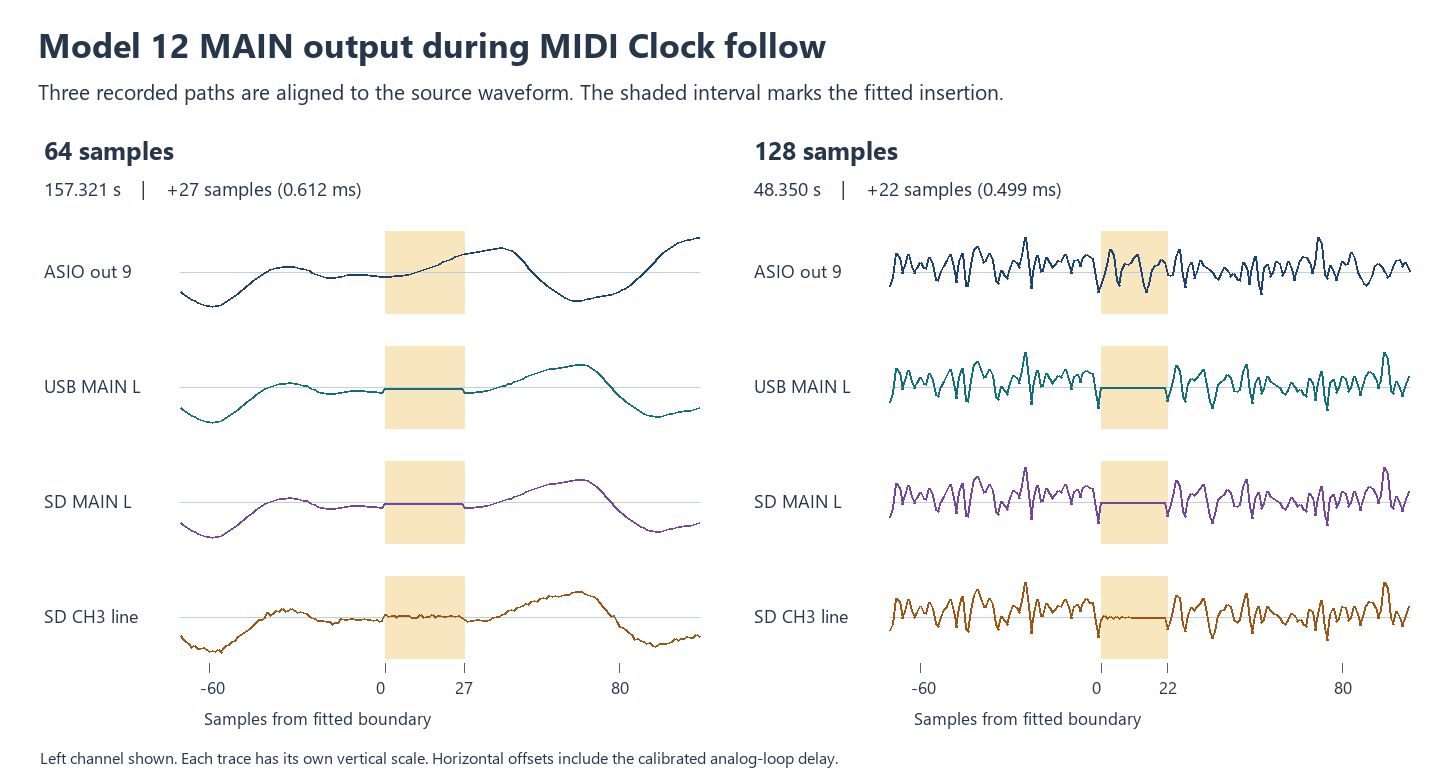 Model 12 MAIN output during MIDI Clock follow
Three recorded paths are aligned to the source waveform. The shaded interval marks the fitted insertion.
64 samples
157.321 s | +27 samples (0.612 ms)
ASIO out 9
USB MAIN L
SD MAIN L
SD CH3 line
-60 0 27 80
Samples from fitted boundary
128 samples
48.350 s | +22 samples (0.499 ms)
ASIO out 9
USB MAIN L
SD MAIN L
SD CH3 line
-60 0 22 80
Samples from fitted boundary
Left channel shown. Each trace has its own vertical scale. Horizontal offsets include the calibrated analog-loop delay.